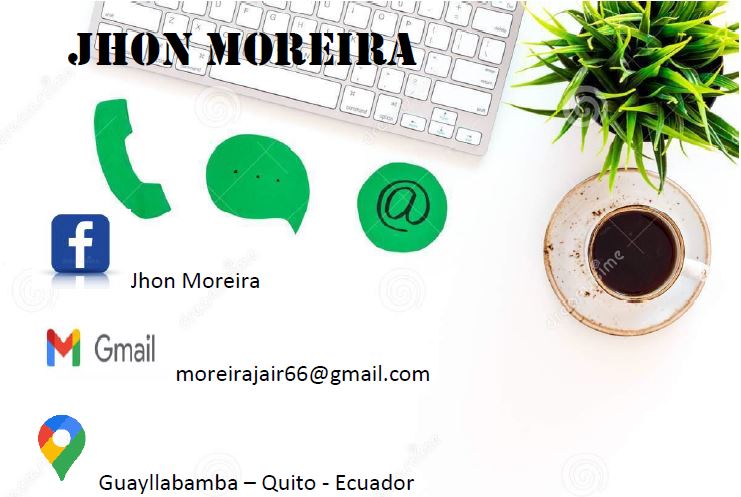 JHON MOREIRA
@
f
Jhon Moreira
Gmail
moreirajair66@gmail.com
Guayllabamba – Quito - Ecuador